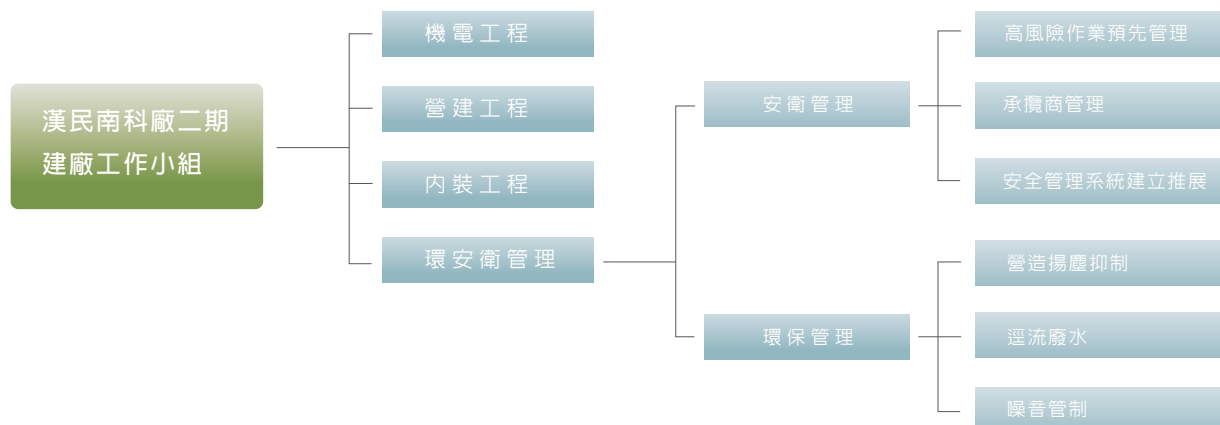 漢民南科廠二期
建廠工作小組
機電工程
營建工程
内裝工程
環安衛管理
安衛管理
高風險作業預先管理
承攬商管理
安全管理系統建立推展
環保管理
營造揚塵抑制
逕流廢水
噪音管制